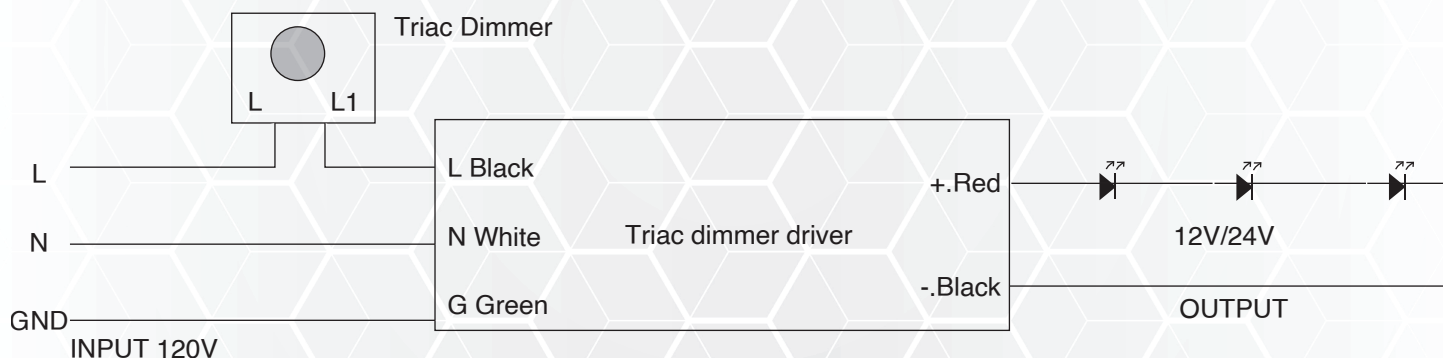 Triac Dimmer
L L1
L
L Black
+.Red
N
N White
Triac dimmer driver
12V/24V
-.Black
G Green
GND
OUTPUT
INPUT 120V